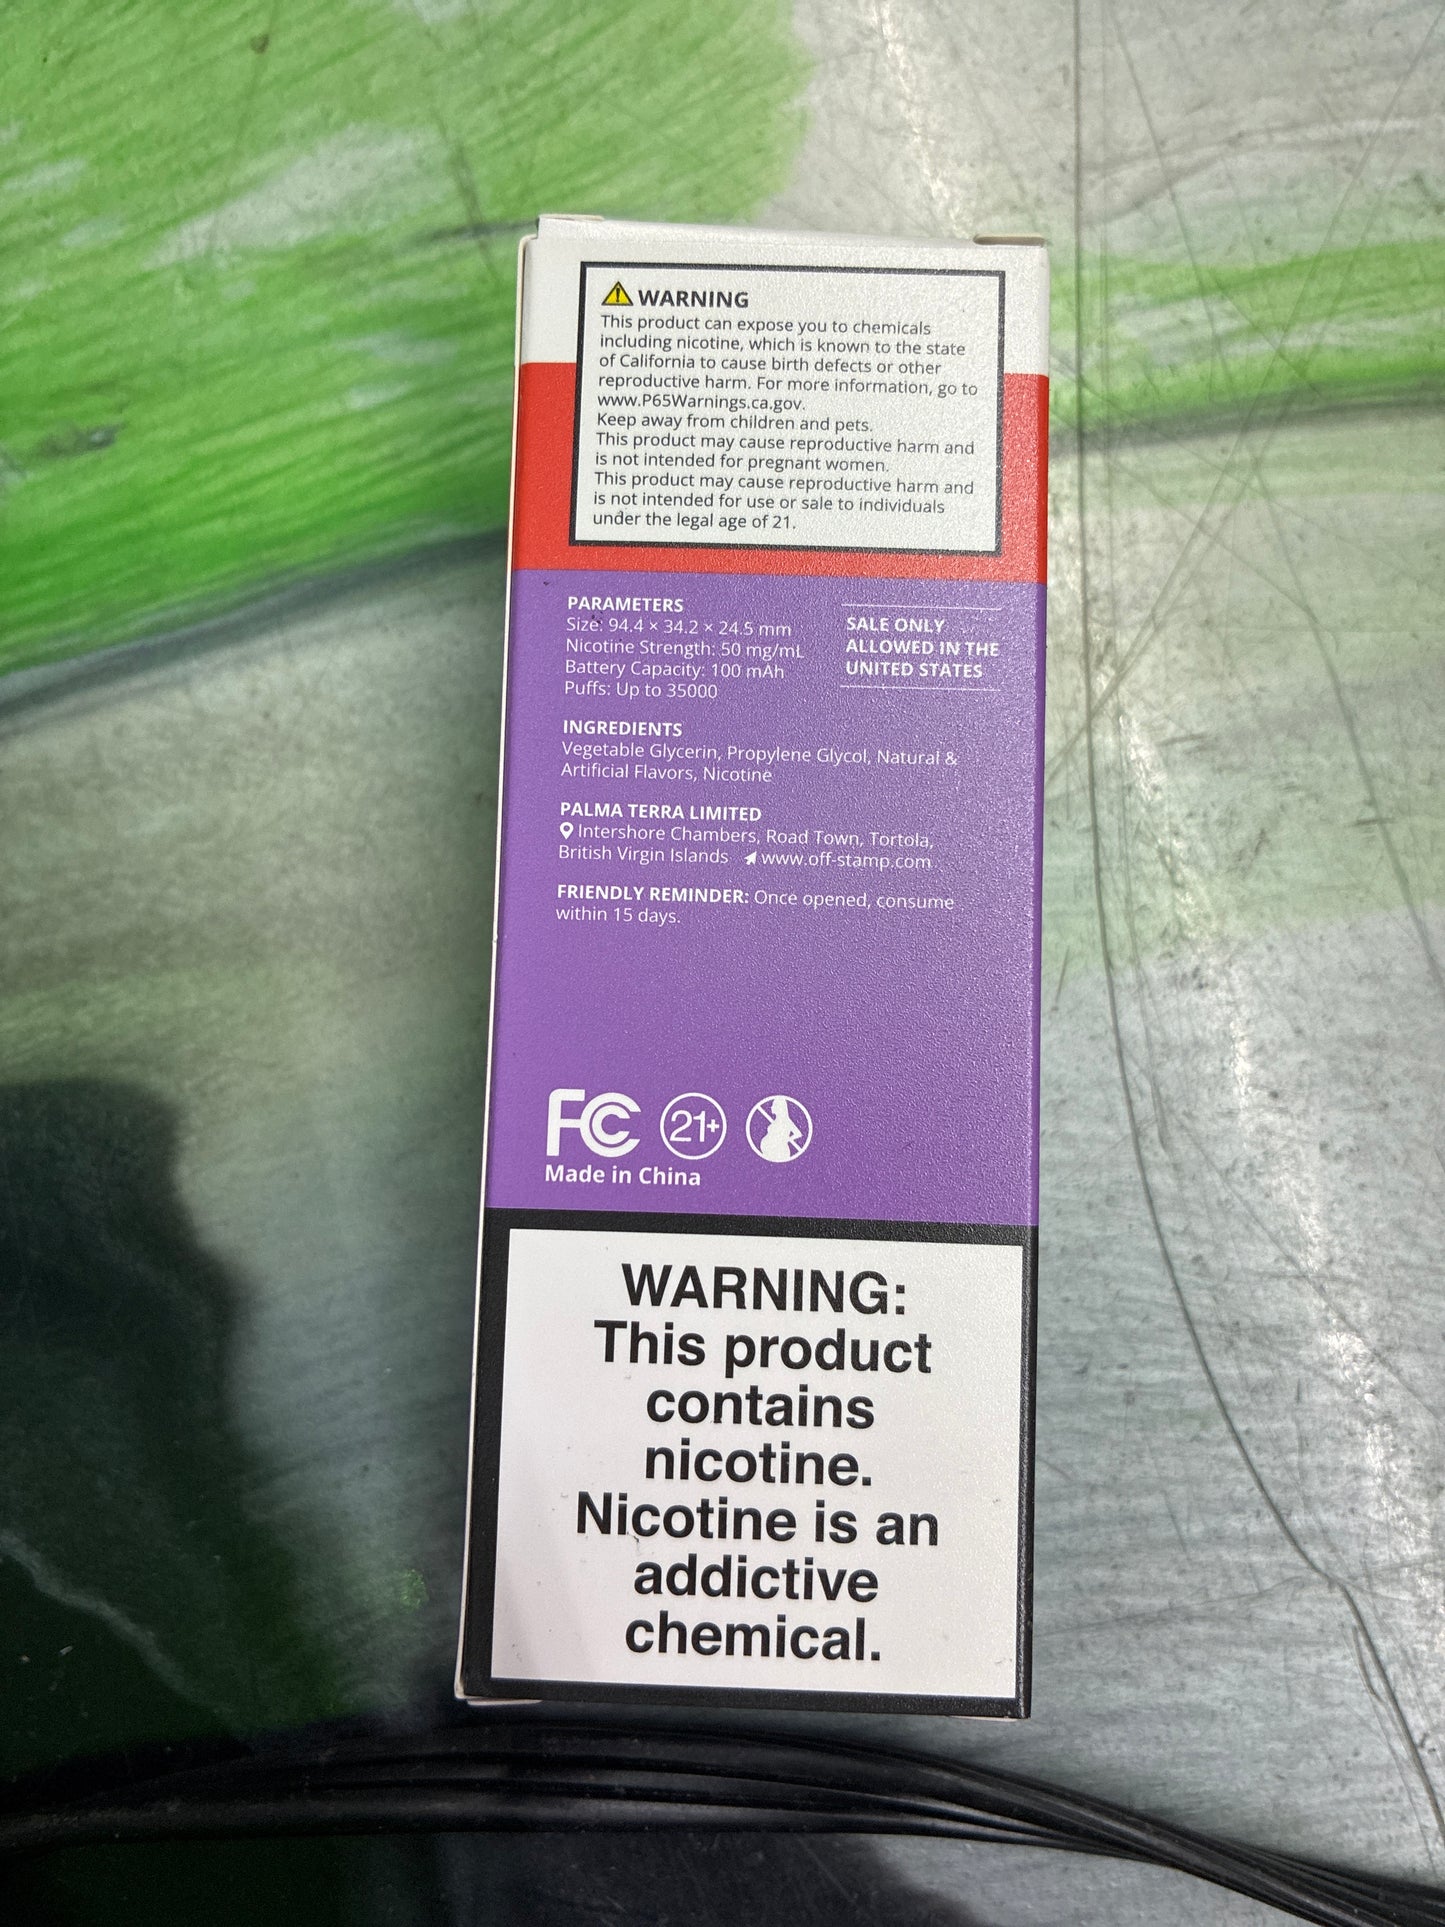 WARNING
This product can expose you to chemicals
including nicotine, which is known to the state
of California to cause birth defects or other
reproductive harm. For more information, go to
www.P65Warnings.ca.gov.
Keep away from children and pets.
This product may cause reproductive harm and
is not intended for pregnant women.
This product may cause reproductive harm and
is not intended for use or sale to individuals
under the legal age of 21.
PARAMETERS
Size: 94.4 × 34.2 × 24.5 mm
Nicotine Strength: 50 mg/mL
Battery Capacity: 100 mAh
Puffs: Up to 35000
SALE ONLY
ALLOWED IN THE
UNITED STATES
INGREDIENTS
Vegetable Glycerin, Propylene Glycol, Natural &
Artificial Flavors, Nicotine
PALMA TERRA LIMITED
Intershore Chambers, Road Town, Tortola,
British Virgin Islands www.off-stamp.com
FRIENDLY REMINDER: Once opened, consume
within 15 days.
FC 21+
Made in China
WARNING:
This product
contains
nicotine.
Nicotine is an
addictive
chemical.